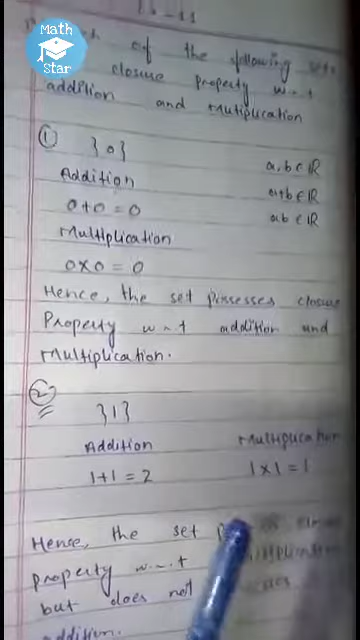 Math
Star
of the following sets
closure property w.r.t
addition and Multiplication
① }0{
a,b ∈ ℝ
Addition
a+b ∈ ℝ
0+0 = 0
ab ∈ ℝ
Multiplication
0×0 = 0
Hence, the set possesses closure
Property w.r.t addition and
Multiplication.
② }1{
Addition Multiplication
1+1 = 2 1×1 = 1
Hence, the set
property w.r.t
but does not
addition.